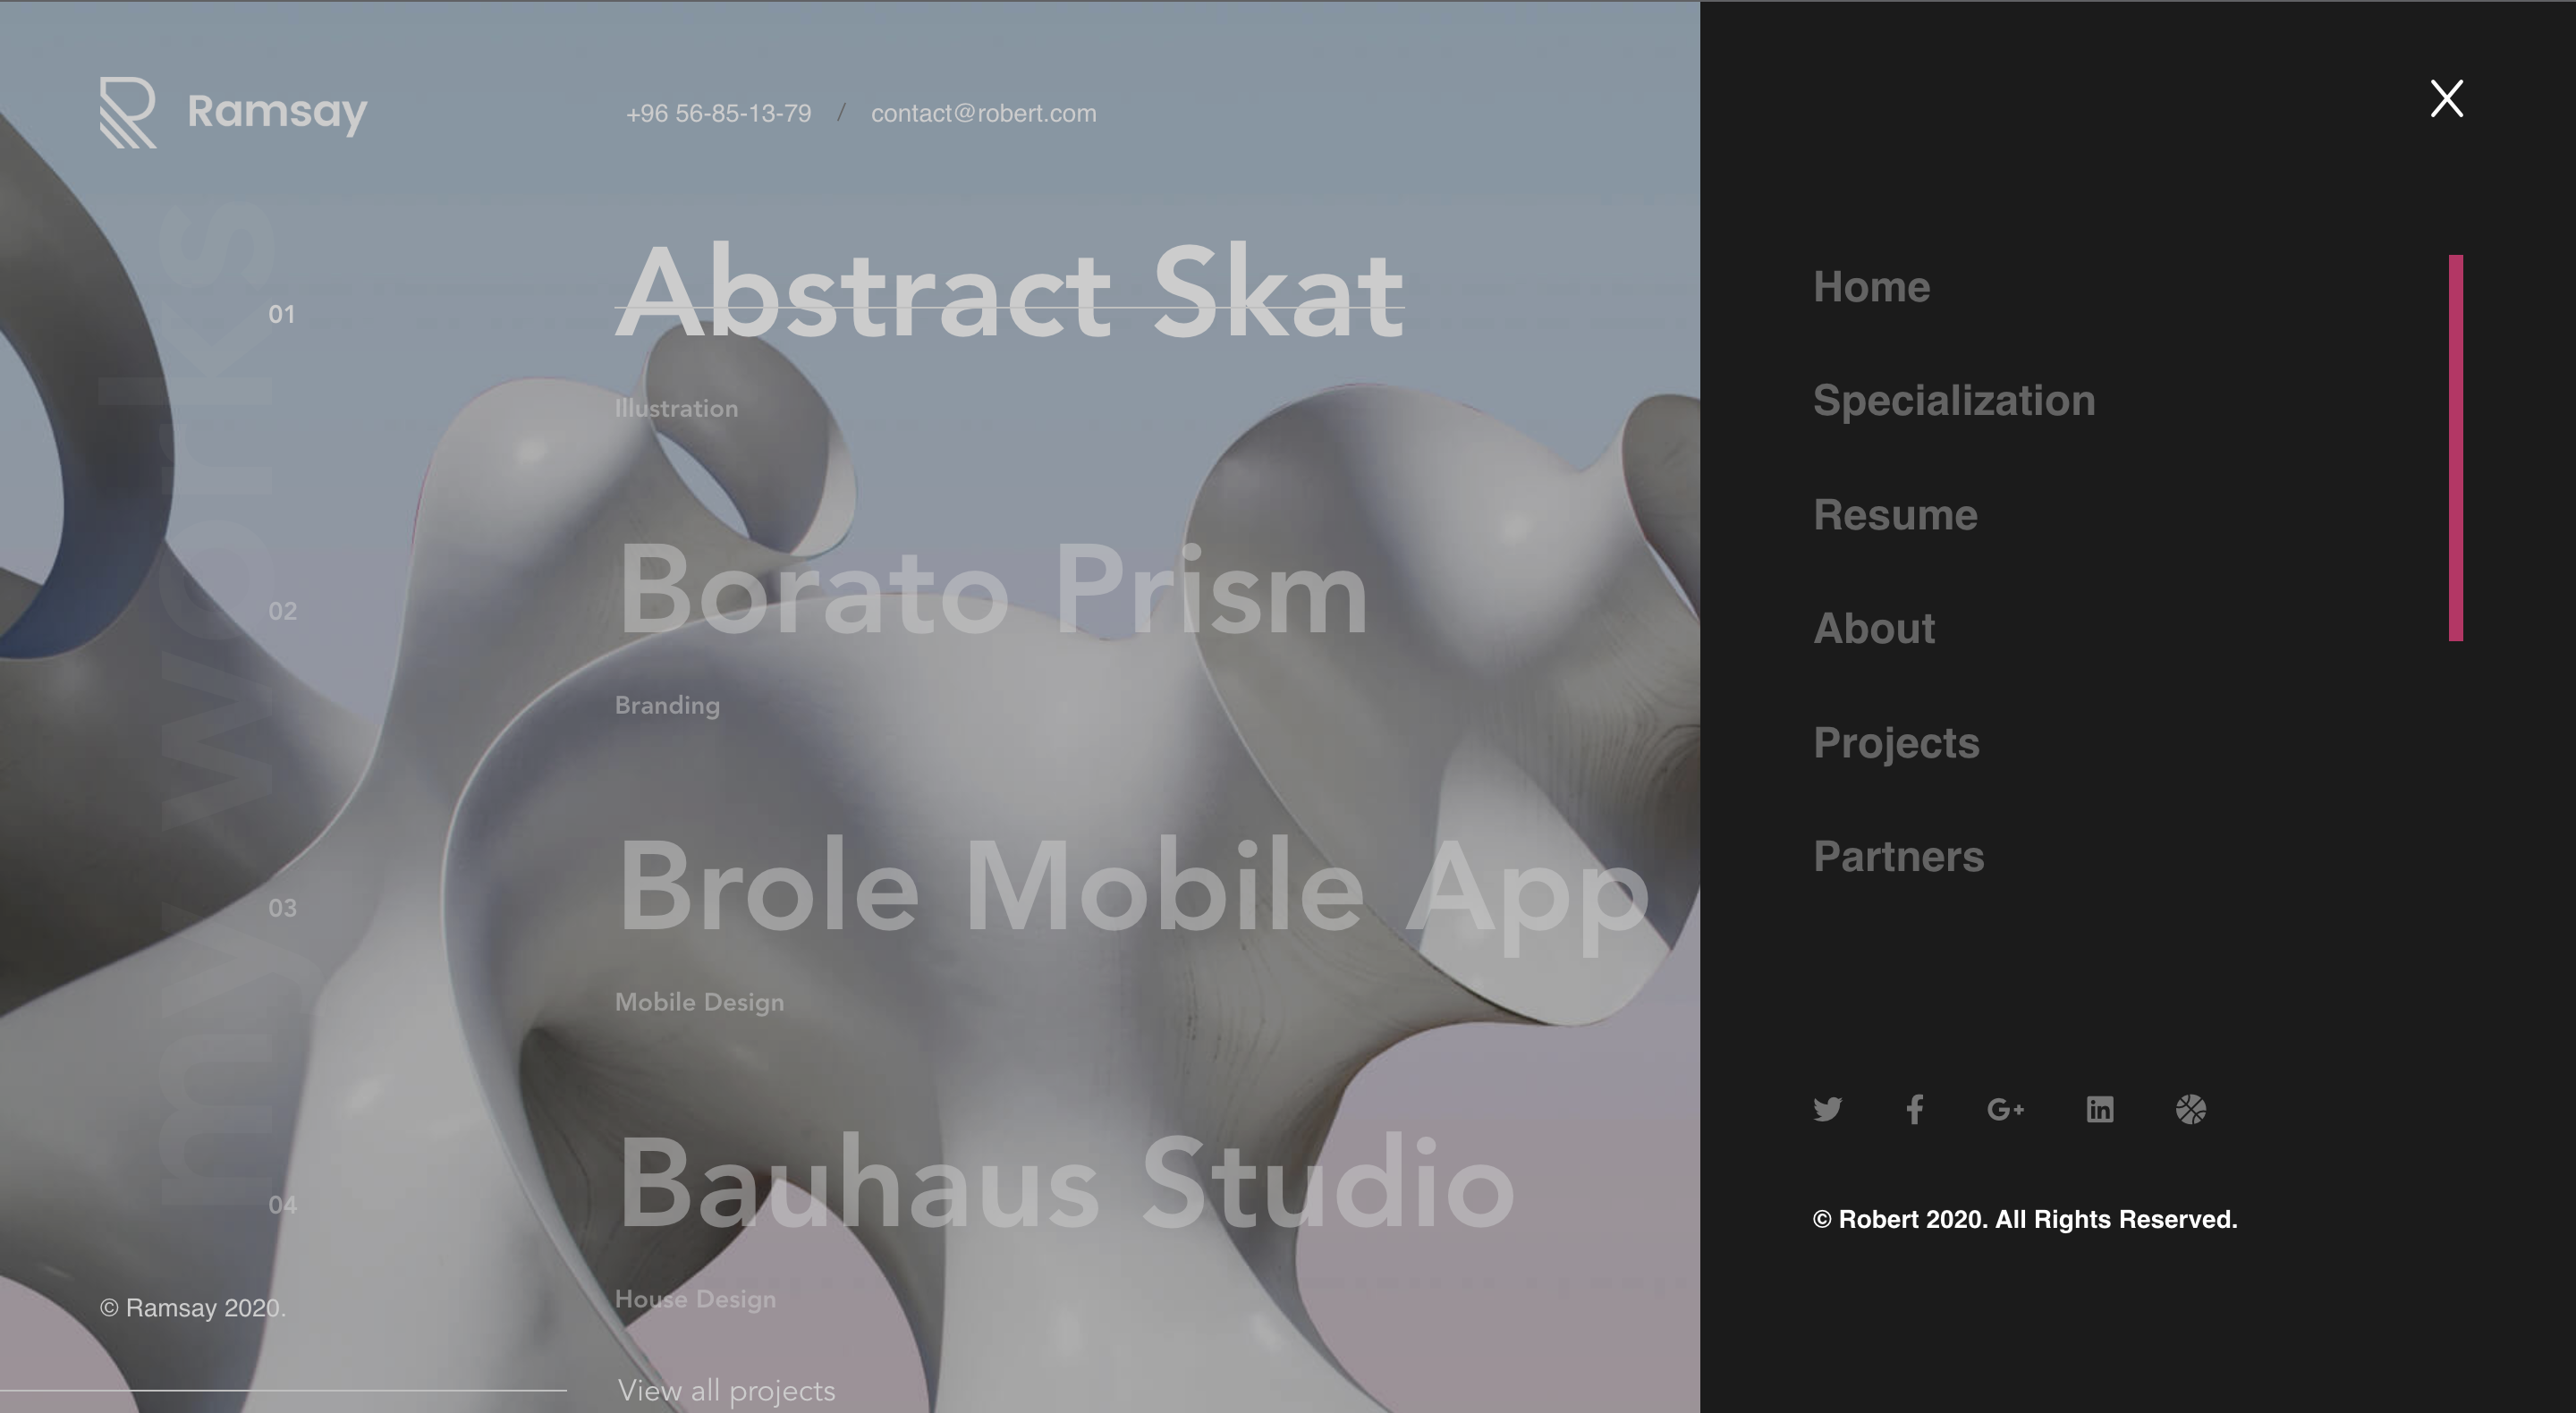 Ramsay
+96 56-85-13-79 / contact@robert.com
my works
01
Abstract Skat
Illustration
02
Borato Prism
Branding
03
Brole Mobile App
Mobile Design
04
Bauhaus Studio
House Design
© Ramsay 2020.
View all projects
Home
Specialization
Resume
About
Projects
Partners
© Robert 2020. All Rights Reserved.